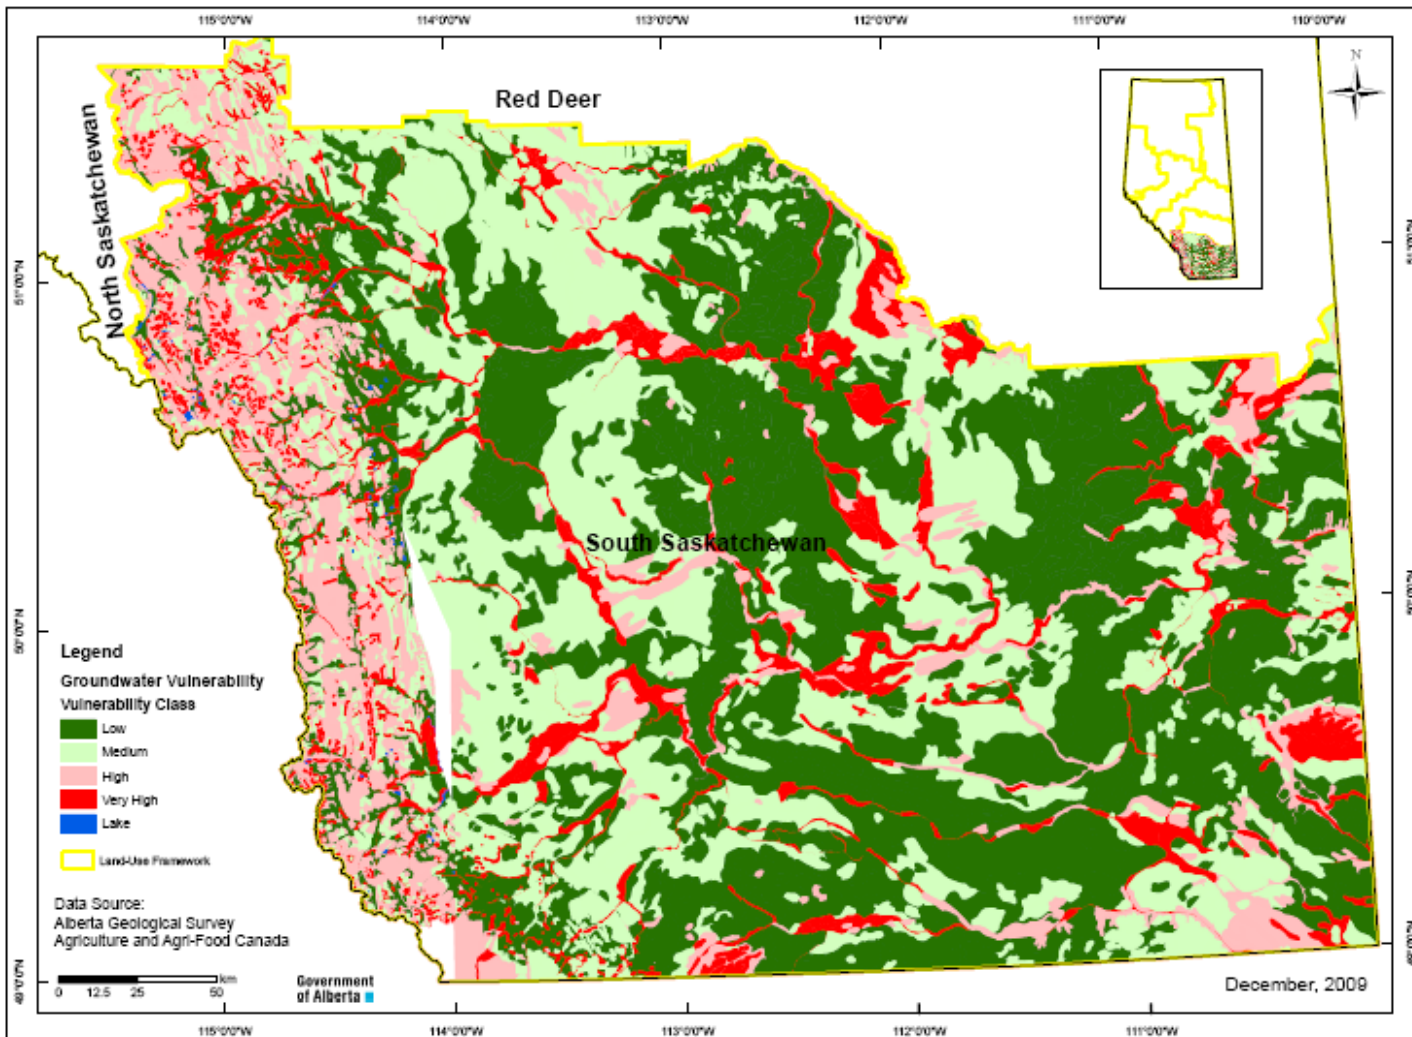 115°0'0"W 114°0'0"W 113°0'0"W 112°0'0"W 111°0'0"W 110°0'0"W
N
Red Deer
North Saskatchewan
51°0'0"N
South Saskatchewan
50°0'0"N
Legend
Groundwater Vulnerability
Vulnerability Class
Low
Medium
High
Very High
Lake
Land-Use Framework
Data Source:
Alberta Geological Survey
Agriculture and Agri-Food Canada
km
0 12.5 25 50
Government
of Alberta
December, 2009
49°0'0"N
115°0'0"W 114°0'0"W 113°0'0"W 112°0'0"W 111°0'0"W